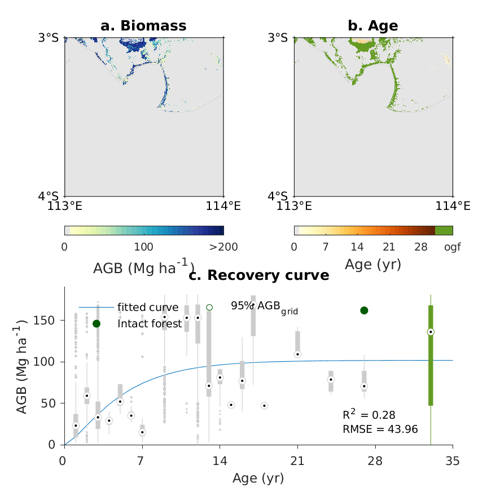 a. Biomass
b. Age
3°S
4°S
113°E
114°E
3°S
4°S
113°E
114°E
0
100
>200
AGB (Mg ha-1)
0
7
14
21
28
ogf
Age (yr)
c. Recovery curve
fitted curve
95% AGBgrid
Intact forest
AGB (Mg ha-1)
150
100
50
0
R2 = 0.28
RMSE = 43.96
0
7
14
21
28
35
Age (yr)